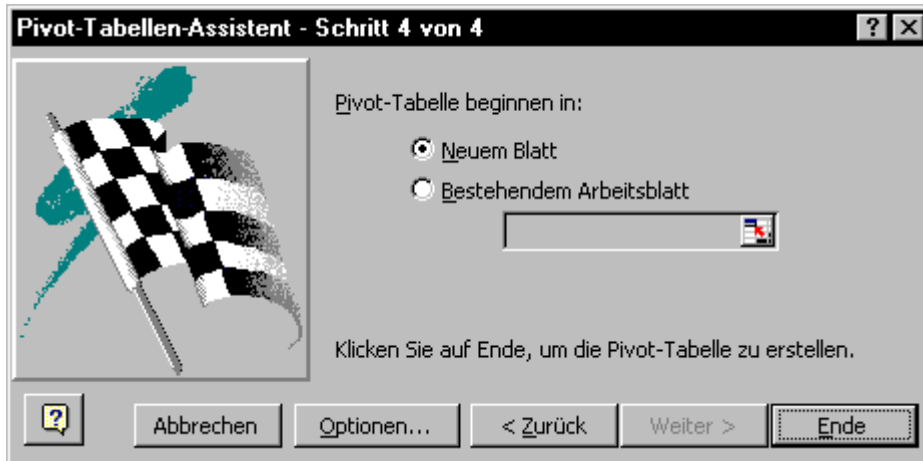 Pivot-Tabellen-Assistent - Schritt 4 von 4
Pivot-Tabelle beginnen in:
Neuem Blatt
Bestehendem Arbeitsblatt
Klicken Sie auf Ende, um die Pivot-Tabelle zu erstellen.
Abbrechen Optionen... < Zurück Weiter > Ende